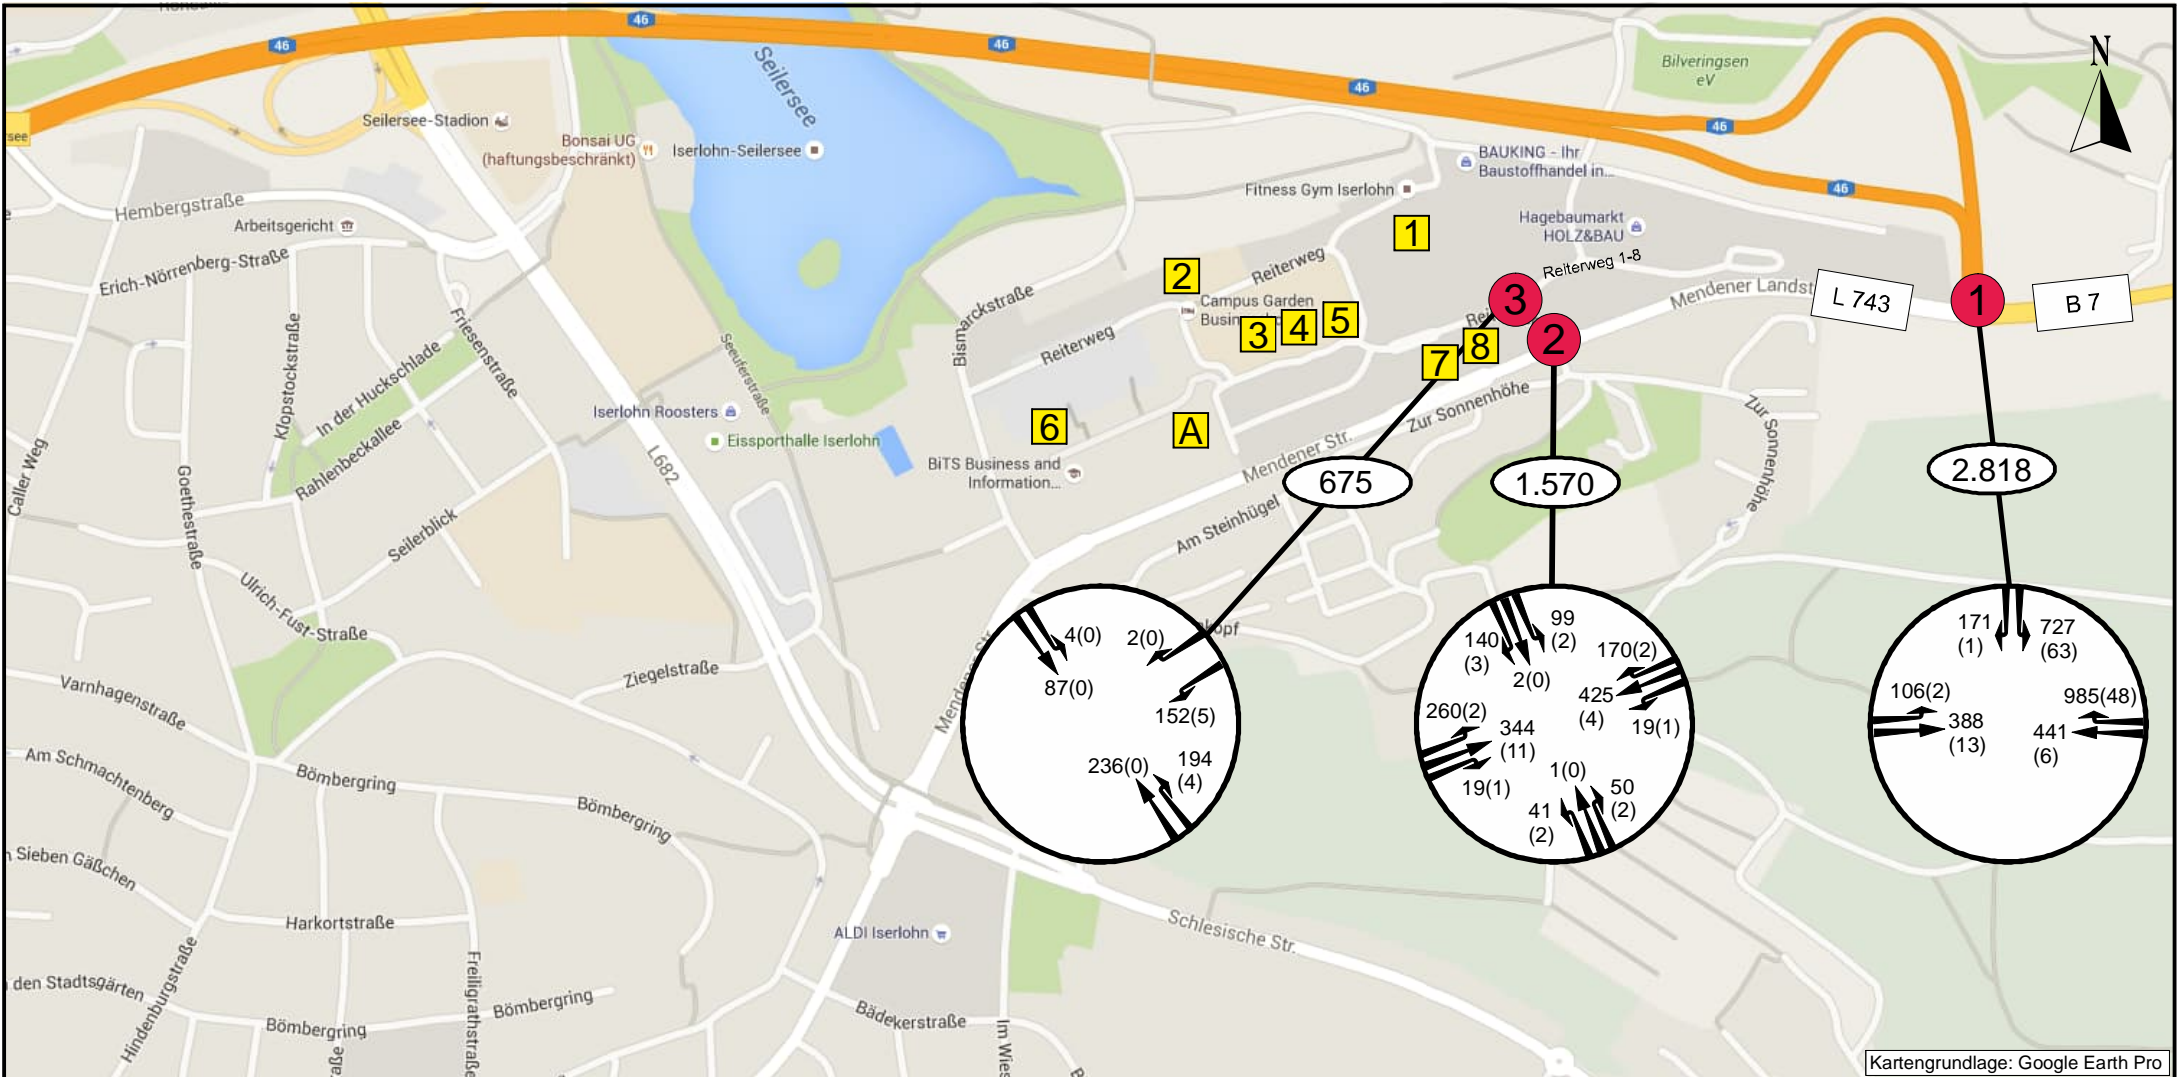 46
46
46
46
46
46
N
Bilveringsen
eV
Seilersee
see
Seilersee-Stadion
Bonsai UG
(haftungsbeschränkt)
Iserlohn-Seilersee
BAUKING - Ihr
Baustoffhandel in...
Fitness Gym Iserlohn
Hembergstraße
Arbeitsgericht
Hagebaumarkt
HOLZ&BAU
1
Erich-Nörrenberg-Straße
Reiterweg
Reiterweg 1-8
2
Campus Garden
3
4
5
Mendener Landst
L 743
1
B 7
3
2
7
8
Bismarckstraße
Reiterweg
Friesenstraße
Klopstockstraße
In der Huckschlade
Rahlenbeckallee
Seeuferstraße
Iserlohn Roosters
Eissporthalle Iserlohn
6
A
BiTS Business and
Information...
Zur Sonnenhöhe
Zur Sonnenhöhe
Mendener Str.
L682
Caller Weg
Goethestraße
Seilerblick
Am Steinhügel
675
1.570
2.818
Ulrich-Fust-Straße
kopf
Mendener Str.
Ziegelstraße
Varnhagenstraße
4(0)
2(0)
87(0)
152(5)
236(0)
194
(4)
99
(2)
140
(3)
2(0)
170(2)
425
(4)
19(1)
260(2)
344
(11)
19(1)
1(0)
41
(2)
50
(2)
171
(1)
727
(63)
106(2)
388
(13)
985(48)
441
(6)
Am Schmachtenberg
Bömbergring
Bömbergring
Sieben Gäßchen
Harkortstraße
ALDI Iserlohn
Schlesische Str.
Hindenburgstraße
Freiligrathstraße
den Stadtsgärten
Bömbergring
Bömbergring
Bädekerstraße
Im Wies
Kartengrundlage: Google Earth Pro